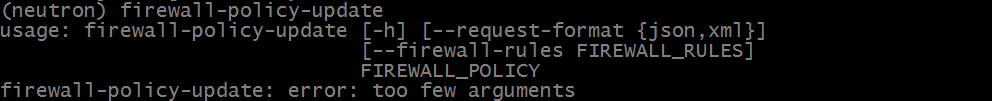 (neutron) firewall-policy-update
usage: firewall-policy-update [-h] [--request-format {json,xml}]
[--firewall-rules FIREWALL_RULES]
FIREWALL_POLICY
firewall-policy-update: error: too few arguments